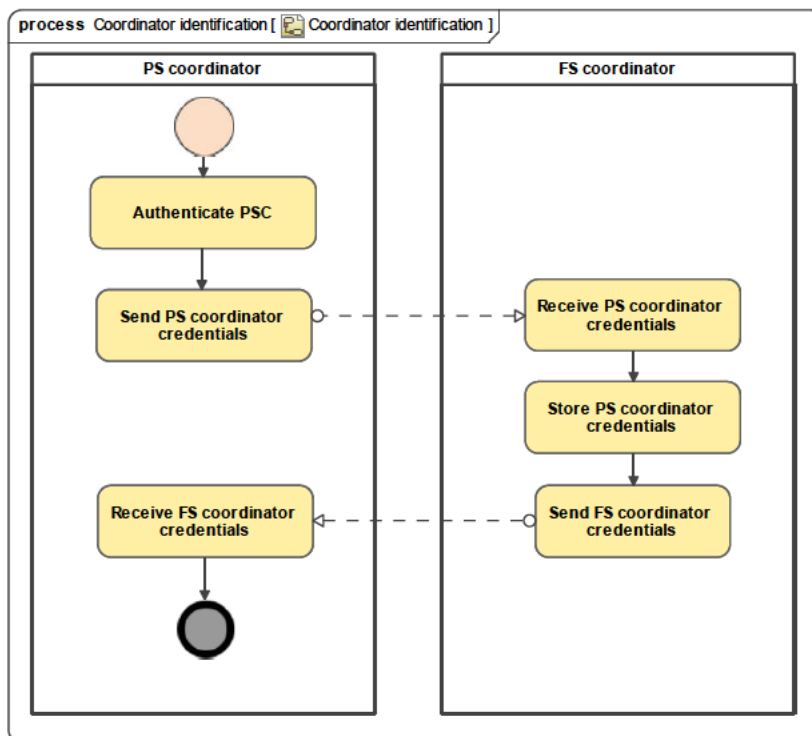 process Coordinator identification [ Coordinator identification ]
PS coordinator
FS coordinator
Authenticate PSC
Send PS coordinator
credentials
Receive PS coordinator
credentials
Store PS coordinator
credentials
Receive FS coordinator
credentials
Send FS coordinator
credentials